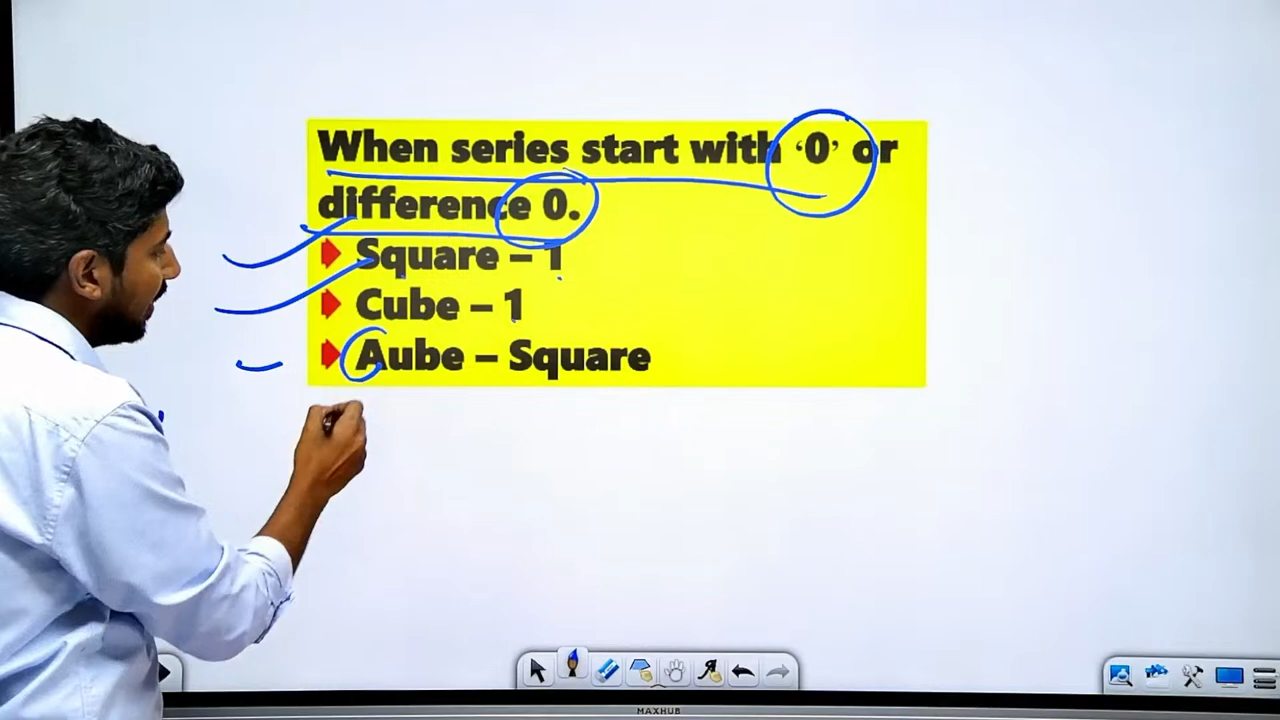 When series start with ‘0’ or
difference 0.
Square – 1
Cube – 1
Aube – Square
MAXHUB